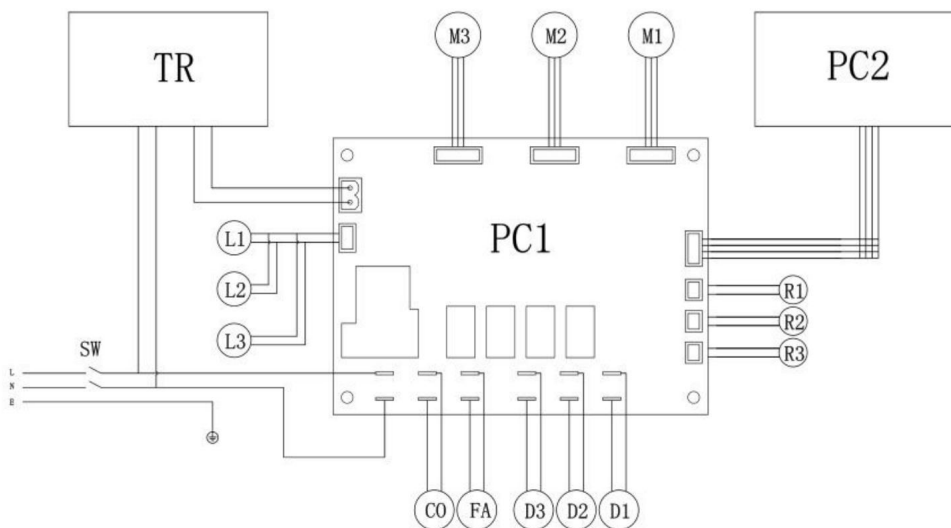 M3 M2 M1
TR PC2
PC1
L1
L2
R1
R2
L3
R3
SW
L
N
E
CO FA D3 D2 D1